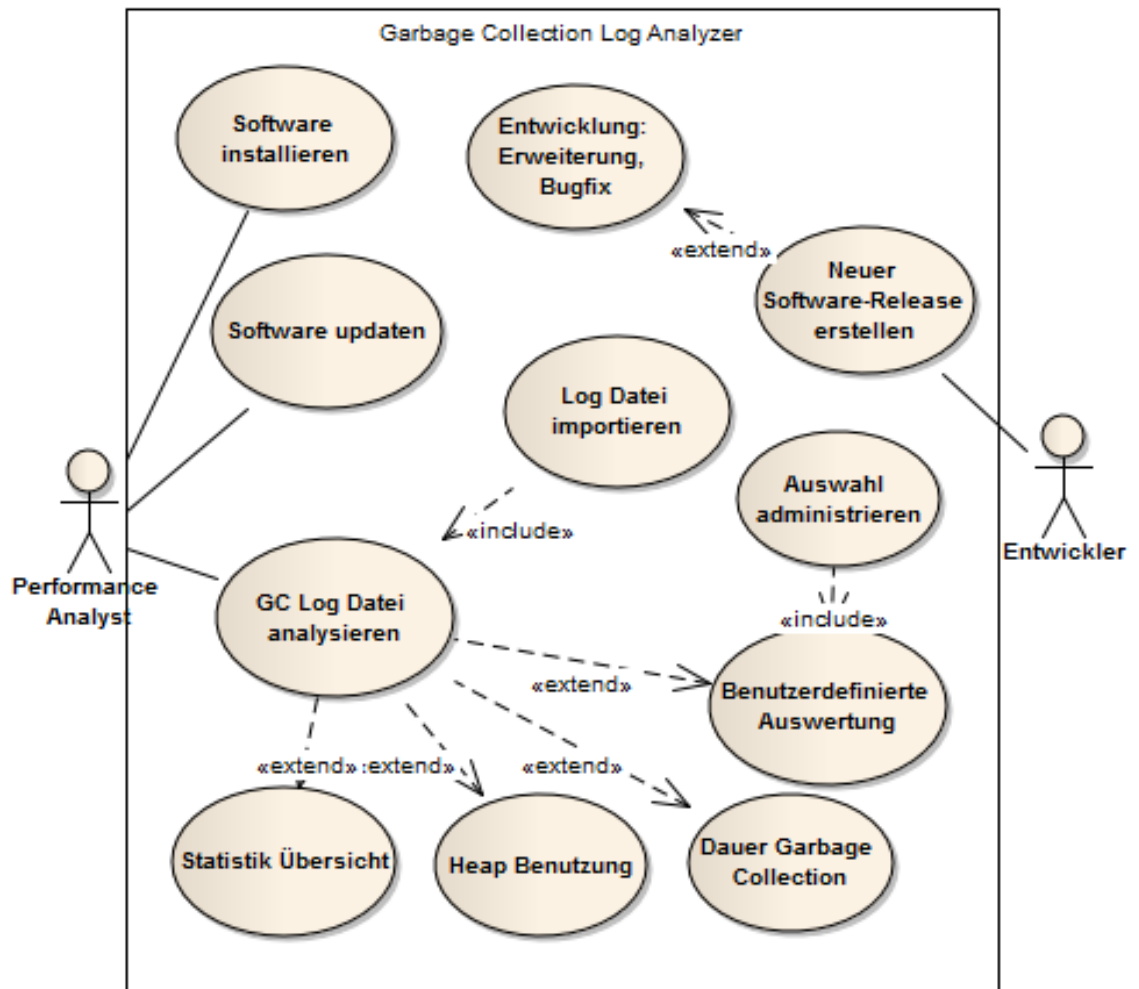 Garbage Collection Log Analyzer
Software
installieren
Entwicklung:
Erweiterung,
Bugfix
«extend»
Neuer
Software-Release
erstellen
Software updaten
Log Datei
importieren
Auswahl
administrieren
«include»
Entwickler
Performance
Analyst
GC Log Datei
analysieren
«include»
«extend»
Benutzerdefinierte
Auswertung
«extend»
:extend»
«extend»
Statistik Übersicht
Heap Benutzung
Dauer Garbage
Collection